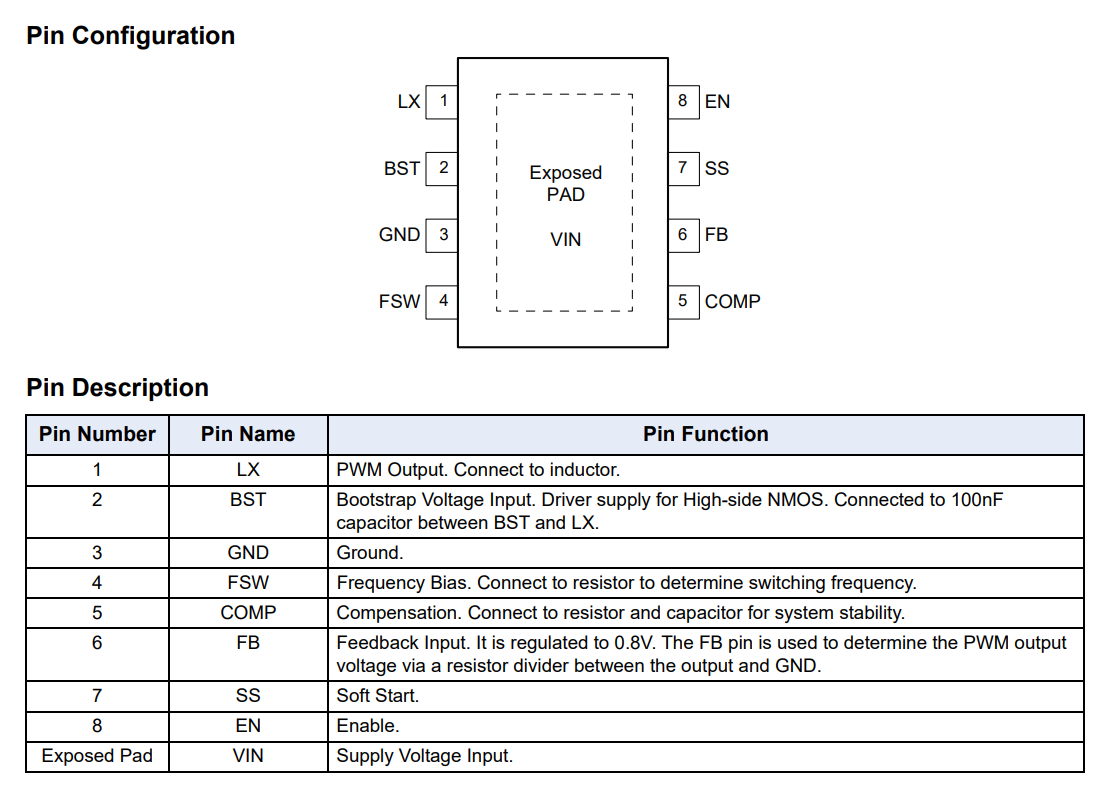 Pin Configuration
LX 1
8 EN
BST 2
7 SS
Exposed
PAD
GND 3
6 FB
VIN
FSW 4
5 COMP
Pin Description
Pin Number Pin Name Pin Function
1 LX PWM Output. Connect to inductor.
2 BST Bootstrap Voltage Input. Driver supply for High-side NMOS. Connected to 100nF
capacitor between BST and LX.
3 GND Ground.
4 FSW Frequency Bias. Connect to resistor to determine switching frequency.
5 COMP Compensation. Connect to resistor and capacitor for system stability.
6 FB Feedback Input. It is regulated to 0.8V. The FB pin is used to determine the PWM output
voltage via a resistor divider between the output and GND.
7 SS Soft Start.
8 EN Enable.
Exposed Pad VIN Supply Voltage Input.